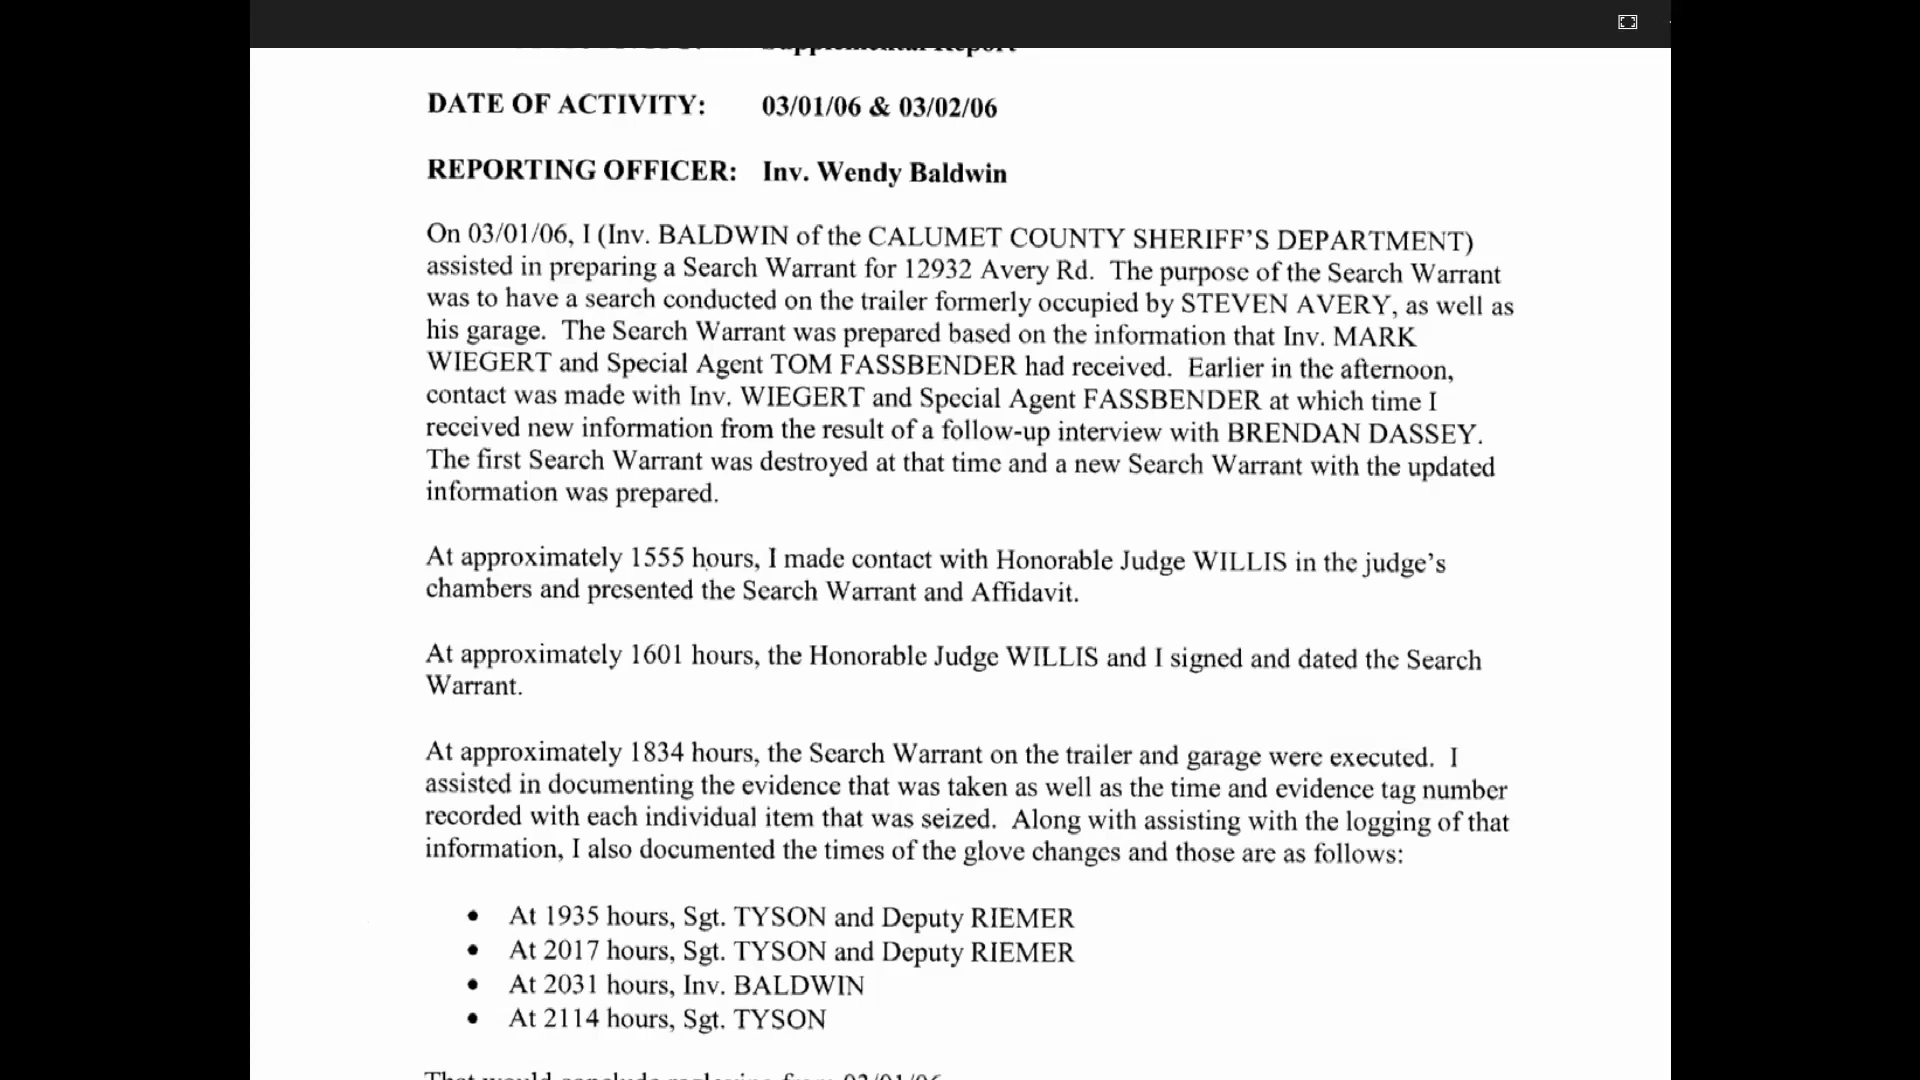 Supplemental Report
DATE OF ACTIVITY: 03/01/06 & 03/02/06
REPORTING OFFICER: Inv. Wendy Baldwin
On 03/01/06, I (Inv. BALDWIN of the CALUMET COUNTY SHERIFF'S DEPARTMENT)
assisted in preparing a Search Warrant for 12932 Avery Rd. The purpose of the Search Warrant
was to have a search conducted on the trailer formerly occupied by STEVEN AVERY, as well as
his garage. The Search Warrant was prepared based on the information that Inv. MARK
WIEGERT and Special Agent TOM FASSBENDER had received. Earlier in the afternoon,
contact was made with Inv. WIEGERT and Special Agent FASSBENDER at which time I
received new information from the result of a follow-up interview with BRENDAN DASSEY.
The first Search Warrant was destroyed at that time and a new Search Warrant with the updated
information was prepared.
At approximately 1555 hours, I made contact with Honorable Judge WILLIS in the judge's
chambers and presented the Search Warrant and Affidavit.
At approximately 1601 hours, the Honorable Judge WILLIS and I signed and dated the Search
Warrant.
At approximately 1834 hours, the Search Warrant on the trailer and garage were executed. I
assisted in documenting the evidence that was taken as well as the time and evidence tag number
recorded with each individual item that was seized. Along with assisting with the logging of that
information, I also documented the times of the glove changes and those are as follows:
• At 1935 hours, Sgt. TYSON and Deputy RIEMER
• At 2017 hours, Sgt. TYSON and Deputy RIEMER
• At 2031 hours, Inv. BALDWIN
• At 2114 hours, Sgt. TYSON
That would conclude